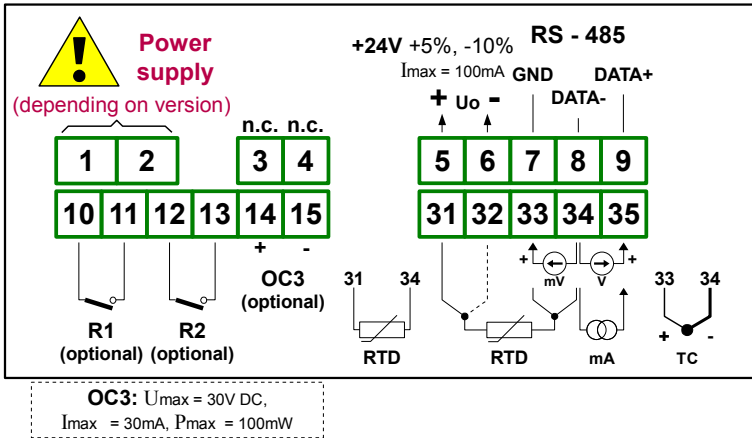 Power
supply
(depending on version)
+24V +5%, -10%
Imax = 100mA
RS - 485
GND
DATA+
DATA-
+ Uo -
n.c. n.c.
1 2 3 4 5 6 7 8 9
10 11 12 13 14 15 31 32 33 34 35
+ -
OC3
(optional)
R1
(optional)
R2
(optional)
31 34
RTD
+ mV V +
RTD
mA
33 34
+ -
TC
OC3: Umax = 30V DC,
Imax = 30mA, Pmax = 100mW